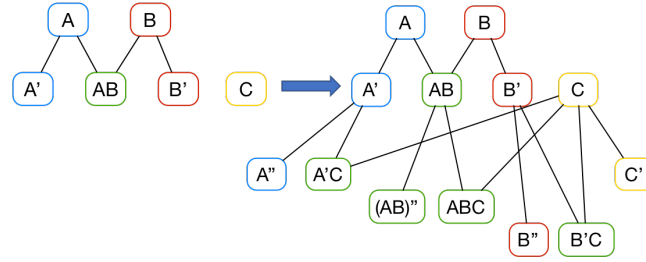 A B
A' AB B' C
A B
A' AB B' C
A" A'C C'
(AB)" ABC
B" B'C